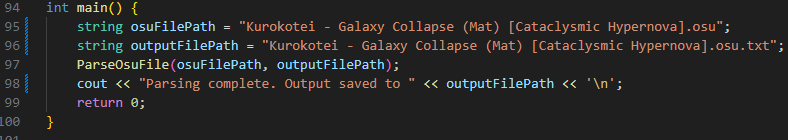 94 int main() {
95     string osuFilePath = "Kurokotei - Galaxy Collapse (Mat) [Cataclysmic Hypernova].osu";
96     string outputFilePath = "Kurokotei - Galaxy Collapse (Mat) [Cataclysmic Hypernova].osu.txt";
97     ParseOsuFile(osuFilePath, outputFilePath);
98     cout << "Parsing complete. Output saved to " << outputFilePath << '\n';
99     return 0;
100 }